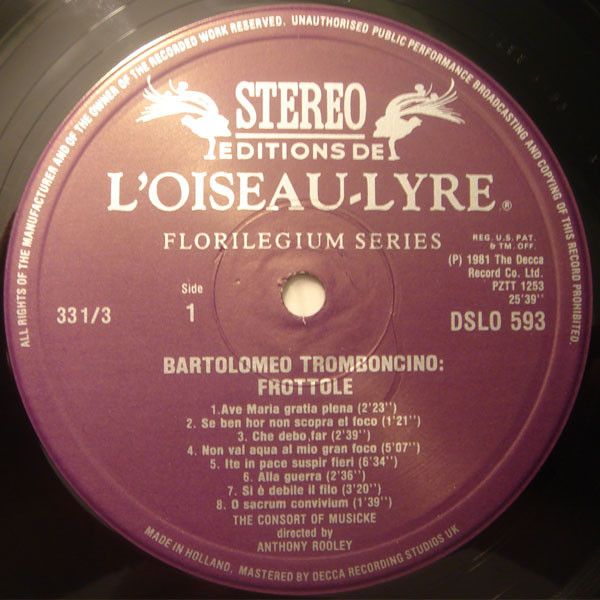 ALL RIGHTS OF THE MANUFACTURER AND OF THE OWNER OF THE RECORDED WORK RESERVED. UNAUTHORISED PUBLIC PERFORMANCE BROADCASTING AND COPYING OF THIS RECORD PROHIBITED.
STEREO
EDITIONS DE
L'OISEAU-LYRE ®
FLORILEGIUM SERIES
REG. U.S. PAT.
& TM. OFF.
(P) 1981 The Decca
Record Co. Ltd.
PZTT 1253
25'39''
33 1/3
Side
1
DSLO 593
BARTOLOMEO TROMBONCINO:
FROTTOLE
1.Ave Maria gratia plena (2'23'')
2. Se ben hor non scopra el foco (1'21'')
3. Che debo far (2'39'')
4. Non val aqua al mio gran foco (5'07'')
5. Ite in pace suspir fieri (6'34'')
6. Alla guerra (2'36'')
7. Si è debile il filo (3'20'')
8. O sacrum convivium (1'39'')
THE CONSORT OF MUSICKE
directed by
ANTHONY ROOLEY
MADE IN HOLLAND. MASTERED BY DECCA RECORDING STUDIOS UK